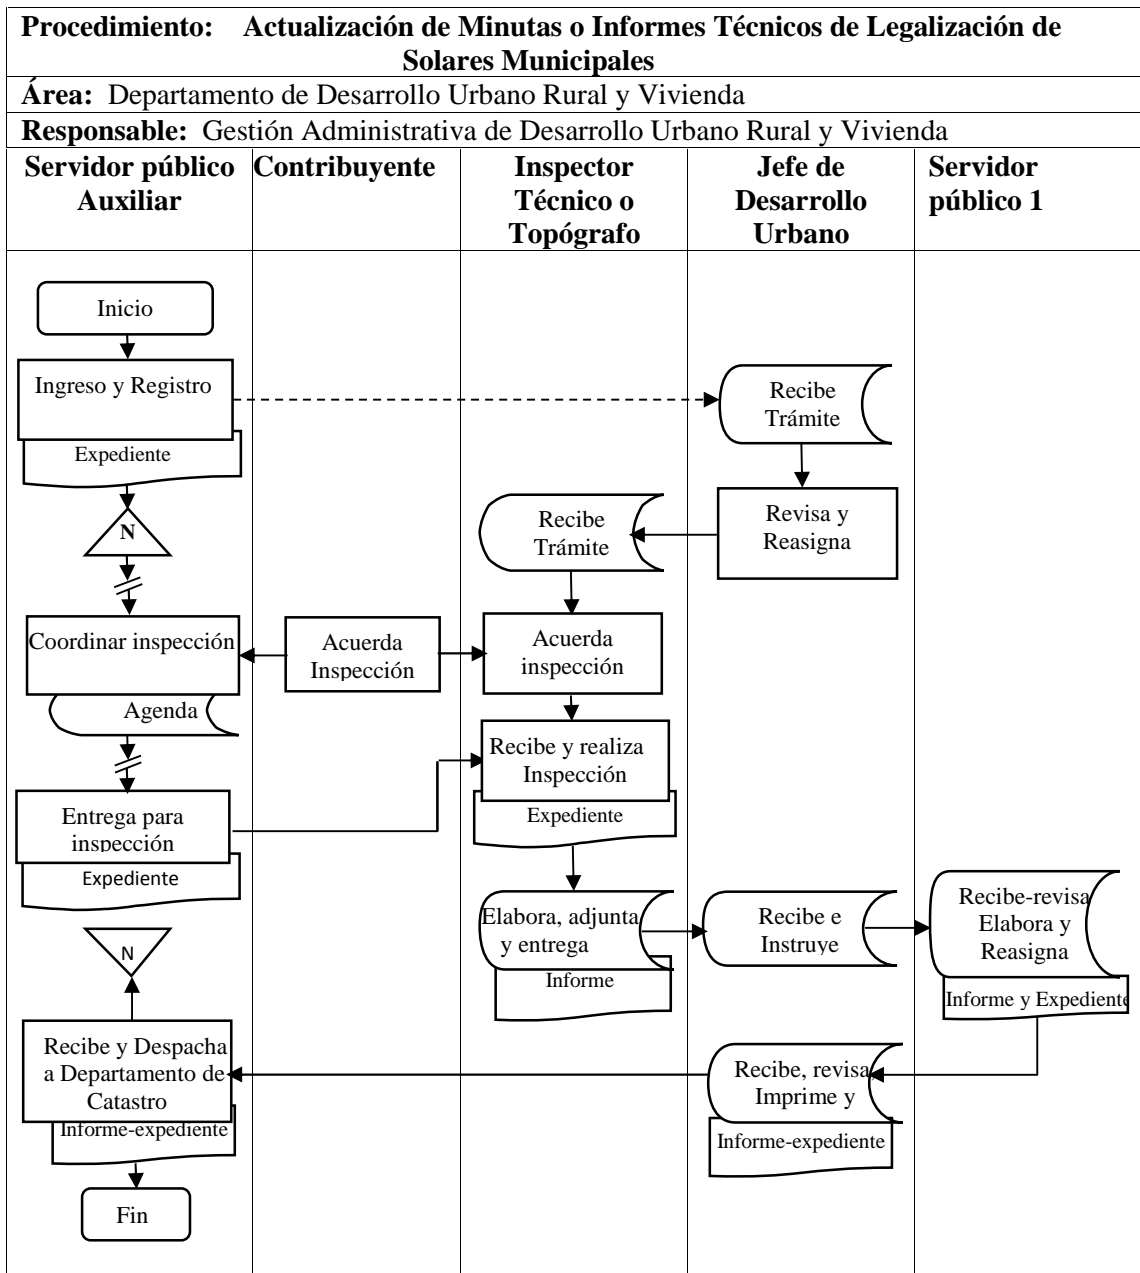 Procedimiento: Actualización de Minutas o Informes Técnicos de Legalización de
Solares Municipales
Área: Departamento de Desarrollo Urbano Rural y Vivienda
Responsable: Gestión Administrativa de Desarrollo Urbano Rural y Vivienda
Servidor público
Auxiliar
Contribuyente
Inspector
Técnico o
Topógrafo
Jefe de
Desarrollo
Urbano
Servidor
público 1
Inicio
Ingreso y Registro
Expediente
Recibe
Trámite
N
Recibe
Trámite
Revisa y
Reasigna
Coordinar inspección
Agenda
Acuerda
Inspección
Acuerda
inspección
Recibe y realiza
Inspección
Expediente
Entrega para
inspección
Expediente
Elabora, adjunta
y entrega
Informe
Recibe e
Instruye
Recibe-revisa
Elabora y
Reasigna
Informe y Expediente
N
Recibe y Despacha
a Departamento de
Catastro
Informe-expediente
Recibe, revisa,
Imprime y
Informe-expediente
Fin